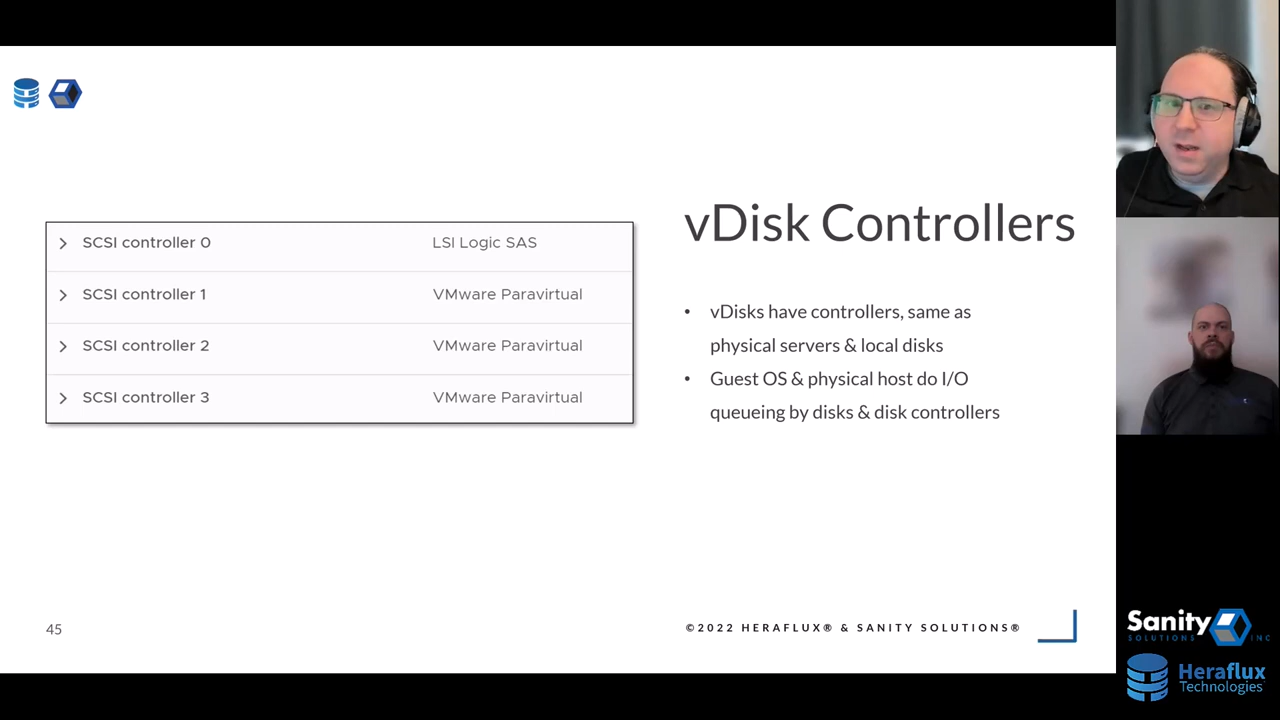 SCSI controller 0 LSI Logic SAS
SCSI controller 1 VMware Paravirtual
SCSI controller 2 VMware Paravirtual
SCSI controller 3 VMware Paravirtual
vDisk Controllers
• vDisks have controllers, same as
physical servers & local disks
• Guest OS & physical host do I/O
queueing by disks & disk controllers
45
©2022 HERAFLUX® & SANITY SOLUTIONS®
Sanity
SOLUTIONS INC
Heraflux
Technologies